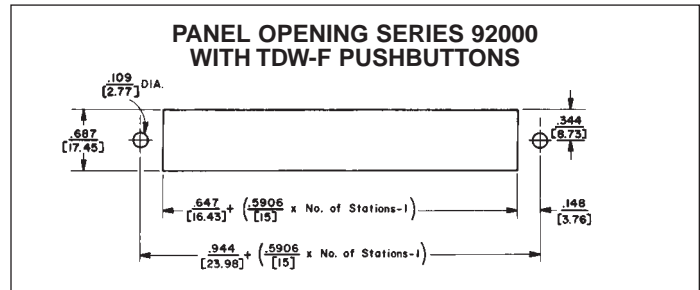 PANEL OPENING SERIES 92000
WITH TDW-F PUSHBUTTONS
.109
[2.77] DIA.
.687
[17.45]
.344
[8.73]
.647
[16.43] + (.5906
[15] x No. of Stations-1)
.148
[3.76]
.944
[23.98] + (.5906
[15] x No. of Stations-1)